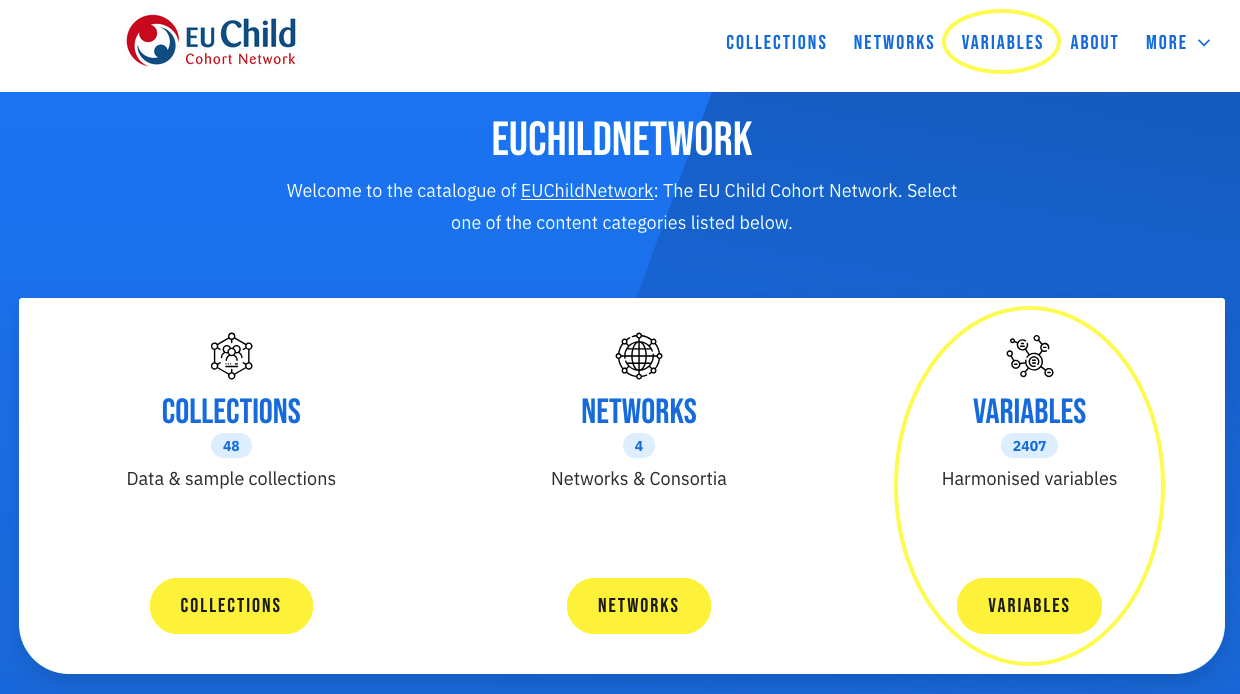 EU Child
Cohort Network
COLLECTIONS NETWORKS VARIABLES ABOUT MORE
EUCHILDNETWORK
Welcome to the catalogue of EUChildNetwork: The EU Child Cohort Network. Select
one of the content categories listed below.
COLLECTIONS
48
Data & sample collections
COLLECTIONS
NETWORKS
4
Networks & Consortia
NETWORKS
VARIABLES
2407
Harmonised variables
VARIABLES